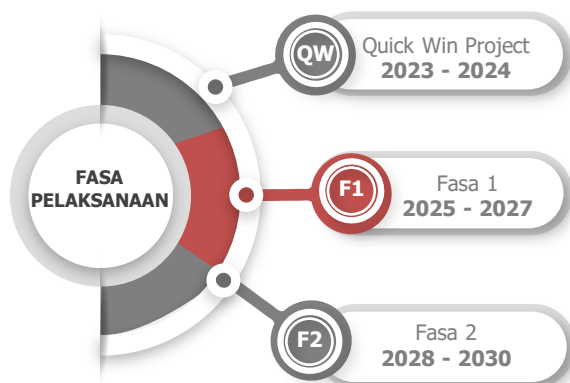 FASA
PELAKSANAAN
QW
Quick Win Project
2023 - 2024
F1
Fasa 1
2025 - 2027
F2
Fasa 2
2028 - 2030